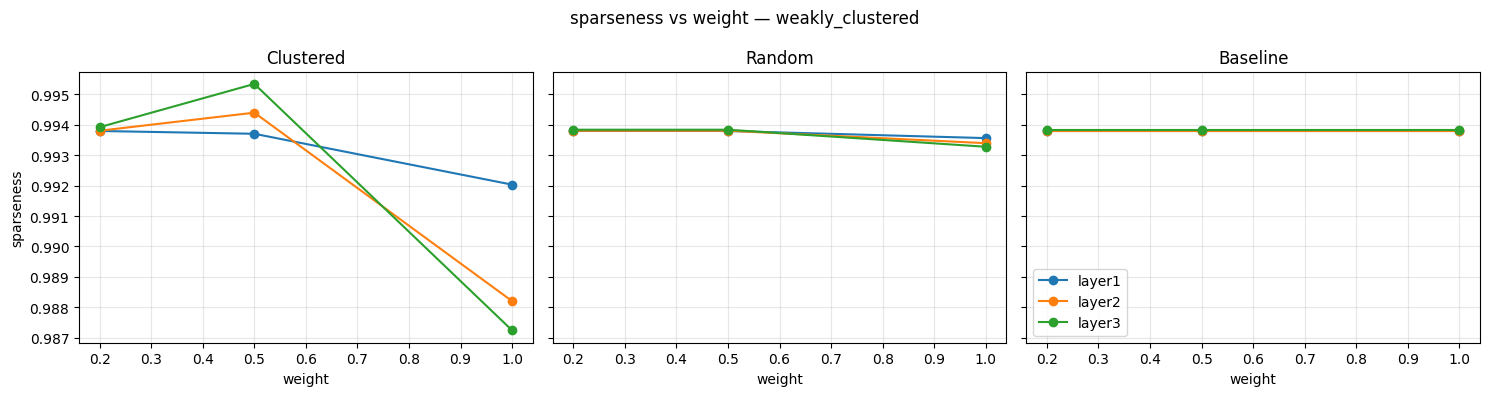 sparseness vs weight — weakly_clustered
Clustered
Random
Baseline
sparseness
0.995
0.994
0.993
0.992
0.991
0.990
0.989
0.988
0.987
0.2 0.3 0.4 0.5 0.6 0.7 0.8 0.9 1.0
weight
0.2 0.3 0.4 0.5 0.6 0.7 0.8 0.9 1.0
weight
layer1
layer2
layer3
0.2 0.3 0.4 0.5 0.6 0.7 0.8 0.9 1.0
weight